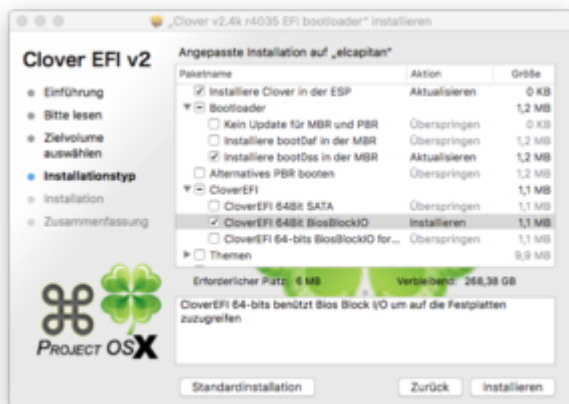 „Clover v2.4k r4035 EFI bootloader“ installieren
Clover EFI v2
Einführung
Bitte lesen
Zielvolume
auswählen
Installationstyp
Installation
Zusammenfassung
PROJECT OSX
Angepasste Installation auf „elcapitan“
Paketname Aktion Größe
Installiere Clover in der ESP Aktualisieren 0 KB
Bootloader 1,2 MB
Kein Update für MBR und PBR Überspringen 0 KB
Installiere boot0af in der MBR Überspringen 1,2 MB
Installiere boot0ss in der MBR Aktualisieren 1,2 MB
Alternatives PBR booten Überspringen 1,2 MB
CloverEFI 1,1 MB
CloverEFI 64Bit SATA Überspringen 1,1 MB
CloverEFI 64Bit BiosBlockIO Installieren 1,1 MB
CloverEFI 64-bits BiosBlockIO for... Überspringen 1,1 MB
Themen 9,9 MB
Erforderlicher Platz: 6 MB Verbleibend: 268,38 GB
CloverEFI 64-bits benützt Bios Block I/O um auf die Festplatten
zuzugreifen
Standardinstallation Zurück Installieren